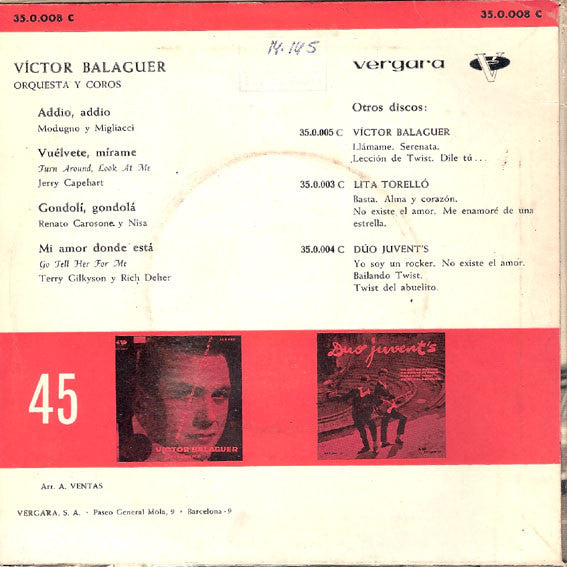 35.0.008 C
35.0.008 C
14.145
VÍCTOR BALAGUER
ORQUESTA Y COROS
Addio, addio
Modugno y Migliacci
Vuélvete, mírame
Turn Around, Look At Me
Jerry Capehart
Gondolí, gondolá
Renato Carosone y Nisa
Mi amor donde está
Go Tell Her For Me
Terry Gilkyson y Rich Deher
vergara
V
Otros discos:
35.0.005 C VÍCTOR BALAGUER
Llámame. Serenata.
Lección de Twist. Dile tú...
35.0.003 C LITA TORELLÓ
Basta. Alma y corazón.
No existe el amor. Me enamoré de una
estrella.
35.0.004 C DÚO JUVENT'S
Yo soy un rocker. No existe el amor.
Bailando Twist.
Twist del abuelito.
45
VICTOR BALAGUER
Duo juvent's
Arr. A. VENTAS
VERGARA, S. A. - Paseo General Mola, 9 - Barcelona-9